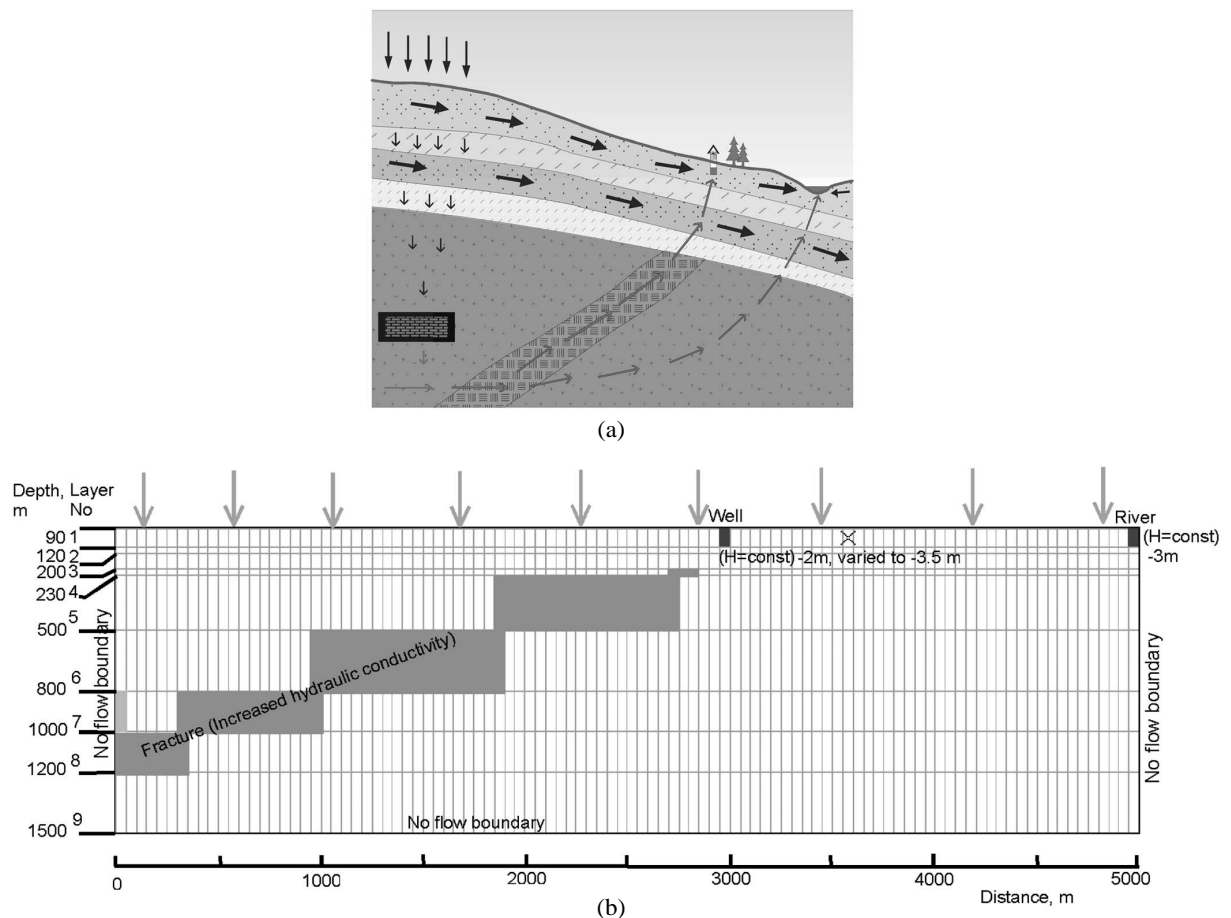 (a)
Depth, Layer
m No
Well
River
90 1
(H=const)
120 2
(H=const) -2m, varied to -3.5 m
-3m
200 3
230 4
5
500
6
800
7
1000
8
1200
9
1500
No flow boundary
Fracture (Increased hydraulic conductivity)
No flow boundary
No flow boundary
0 1000 2000 3000 4000 5000
Distance, m
(b)